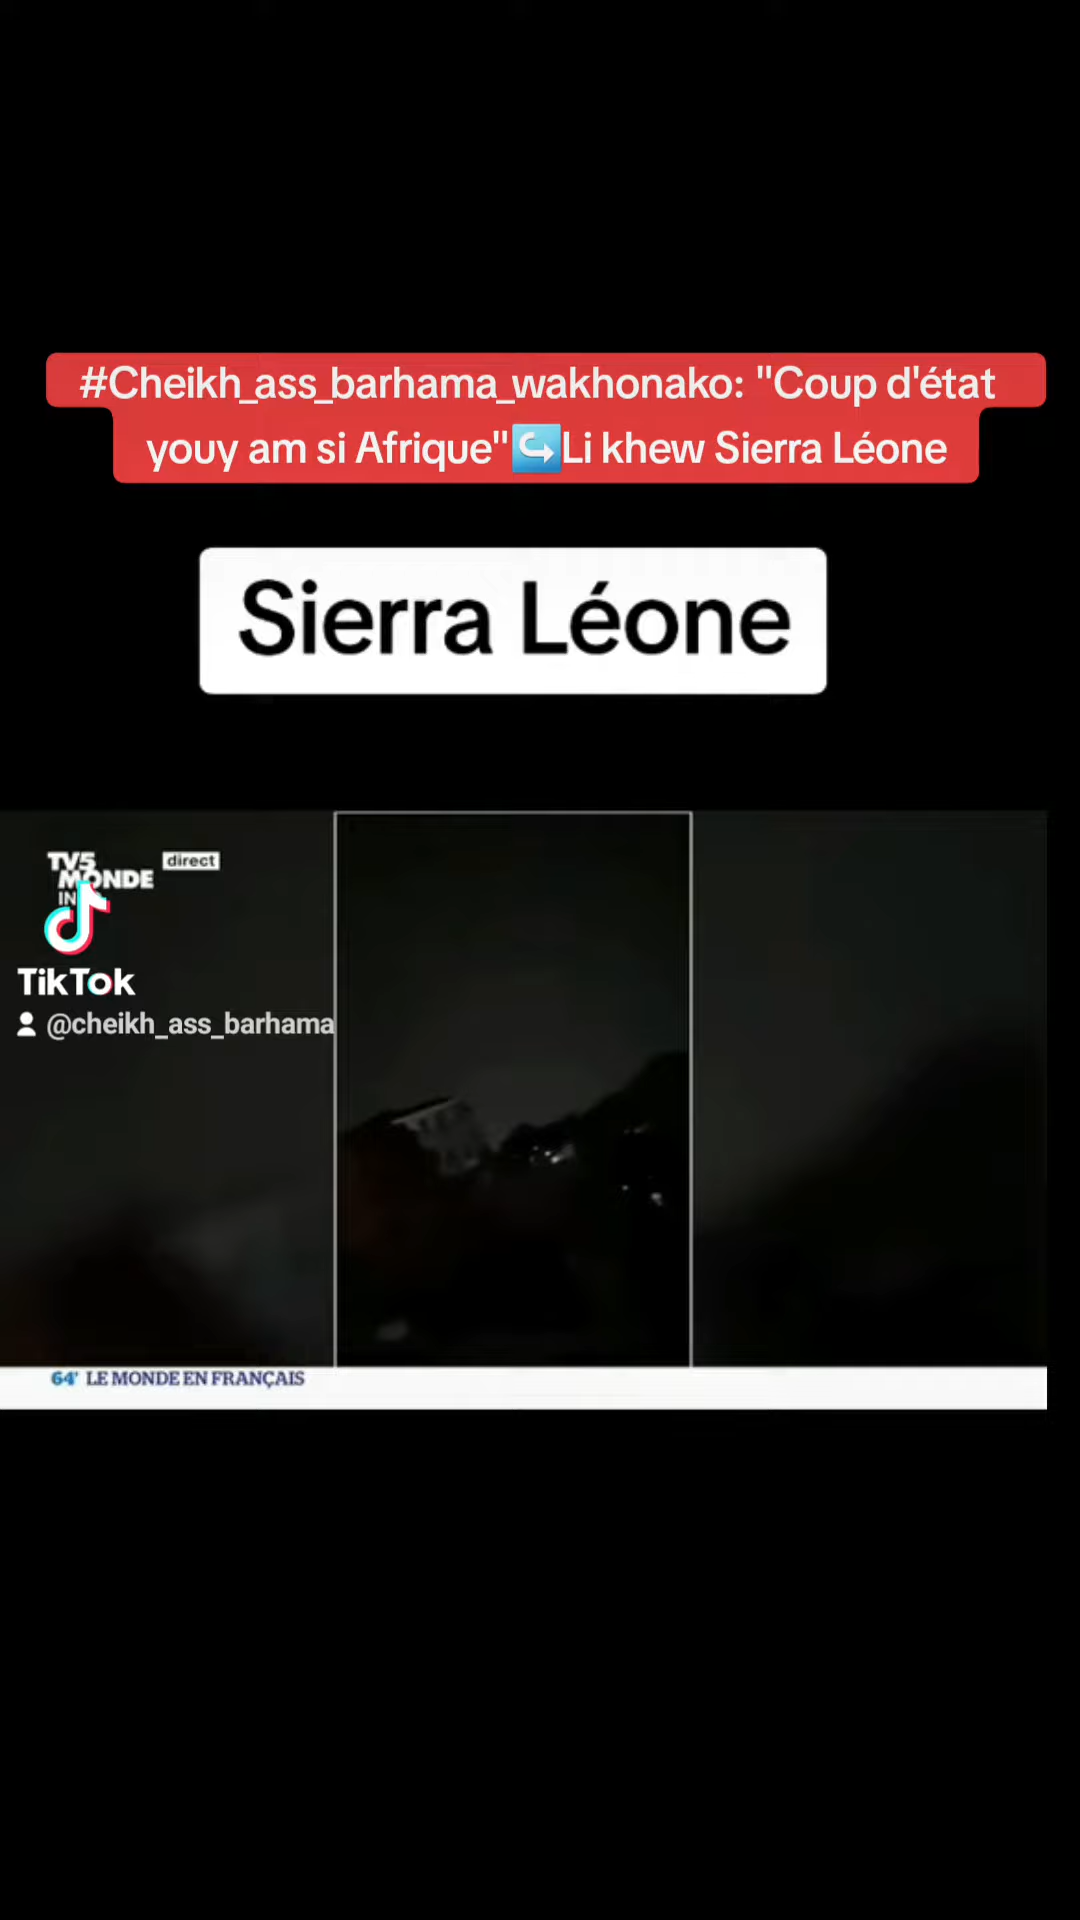 #Cheikh_ass_barhama_wakhonako: "Coup d'état
youy am si Afrique"↪️Li khew Sierra Léone
Sierra Léone
TV5 direct
MONDE
TikTok
@cheikh_ass_barhama
64' LE MONDE EN FRANÇAIS